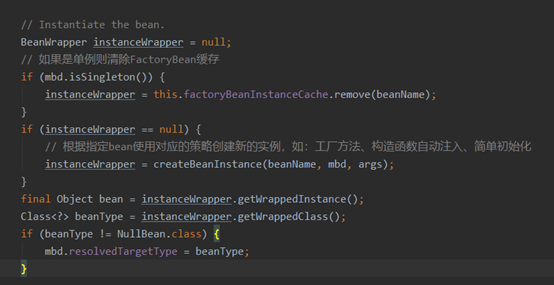 // Instantiate the bean.
BeanWrapper instanceWrapper = null;
// 如果是单例则清除FactoryBean缓存
if (mbd.isSingleton()) {
instanceWrapper = this.factoryBeanInstanceCache.remove(beanName);
}
if (instanceWrapper == null) {
// 根据指定bean使用对应的策略创建新的实例，如：工厂方法、构造函数自动注入、简单初始化
instanceWrapper = createBeanInstance(beanName, mbd, args);
}
final Object bean = instanceWrapper.getWrappedInstance();
Class<?> beanType = instanceWrapper.getWrappedClass();
if (beanType != NullBean.class) {
mbd.resolvedTargetType = beanType;
}